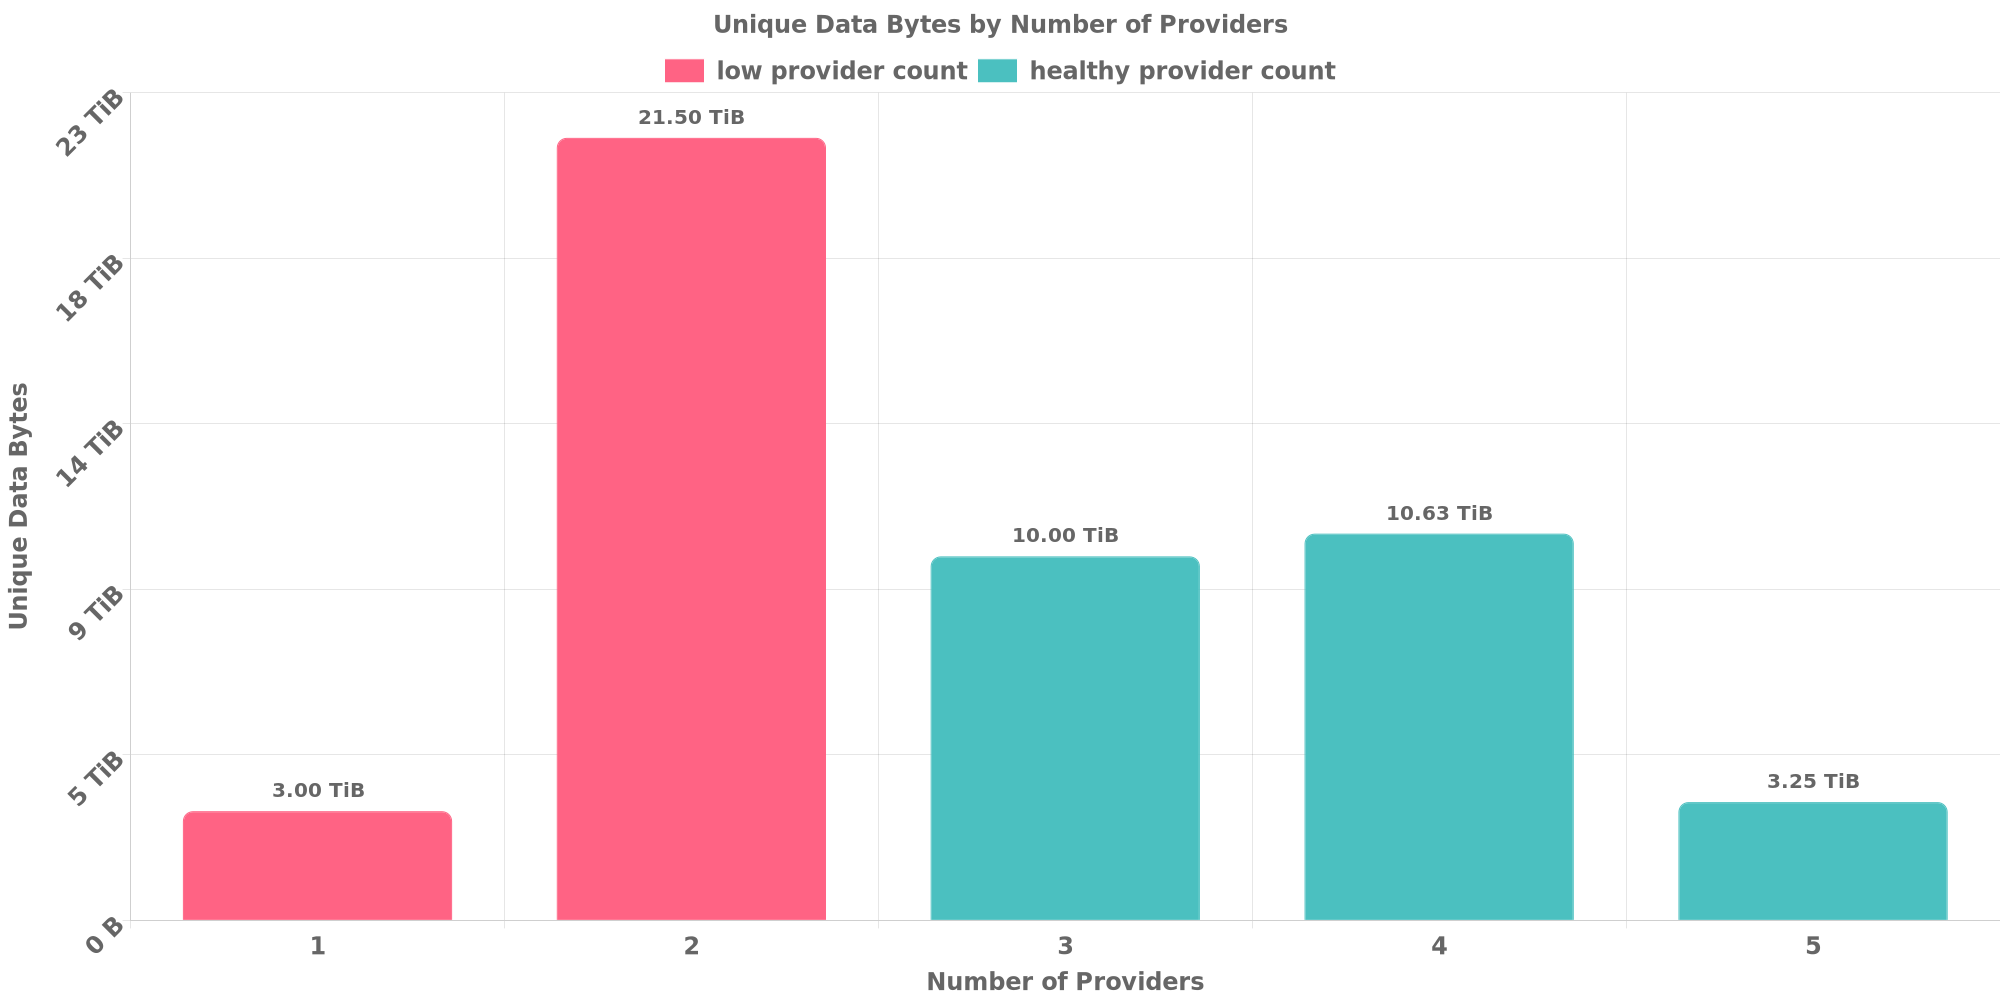 Unique Data Bytes by Number of Providers
low provider count healthy provider count
23 TiB
18 TiB
14 TiB
9 TiB
5 TiB
0 B
Unique Data Bytes
3.00 TiB
21.50 TiB
10.00 TiB
10.63 TiB
3.25 TiB
1 2 3 4 5
Number of Providers